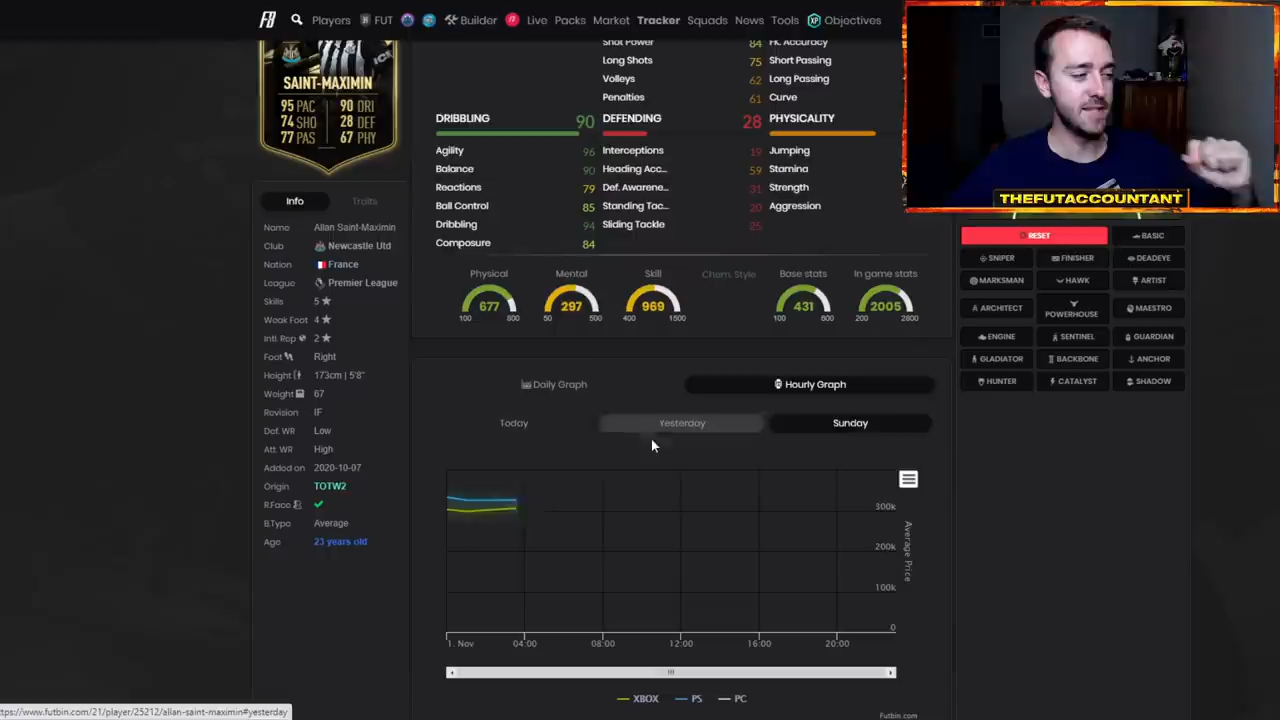 FB Players FUT Builder Live Packs Market Tracker Squads News Tools XP Objectives
SAINT-MAXIMIN
95 PAC 90 DRI
74 SHO 28 DEF
77 PAS 67 PHY
Shot Power 84 FK Accuracy
Long Shots 75 Short Passing
Volleys 62 Long Passing
Penalties 61 Curve
DRIBBLING 90 DEFENDING 28 PHYSICALITY
Agility 96 Interceptions 19 Jumping
Balance 90 Heading Acc... 59 Stamina
Reactions 79 Def. Awarene... 31 Strength
Ball Control 85 Standing Tac... 20 Aggression
Dribbling 94 Sliding Tackle 25
Composure 84
Physical Mental Skill Chem. Style Base stats In game stats
677 297 969 431 2005
100 800 50 500 400 1500 100 600 200 2800
Info Traits
Name Allan Saint-Maximin
Club Newcastle Utd
Nation France
League Premier League
Skills 5
Weak Foot 4
Intl. Rep 2
Foot Right
Height 173cm | 5'8"
Weight 67
Revision IF
Def. WR Low
Att. WR High
Added on 2020-10-07
Origin TOTW2
R.Face
B.Type Average
Age 23 years old
THEFUTACCOUNTANT
RESET BASIC
SNIPER FINISHER DEADEYE
MARKSMAN HAWK ARTIST
ARCHITECT POWERHOUSE MAESTRO
ENGINE SENTINEL GUARDIAN
GLADIATOR BACKBONE ANCHOR
HUNTER CATALYST SHADOW
Daily Graph Hourly Graph
Today Yesterday Sunday
300k
200k
100k
0
Average Price
1. Nov 04:00 08:00 12:00 16:00 20:00
XBOX PS PC
Futbin.com
ttps://www.futbin.com/21/player/25212/allan-saint-maximin#yesterday